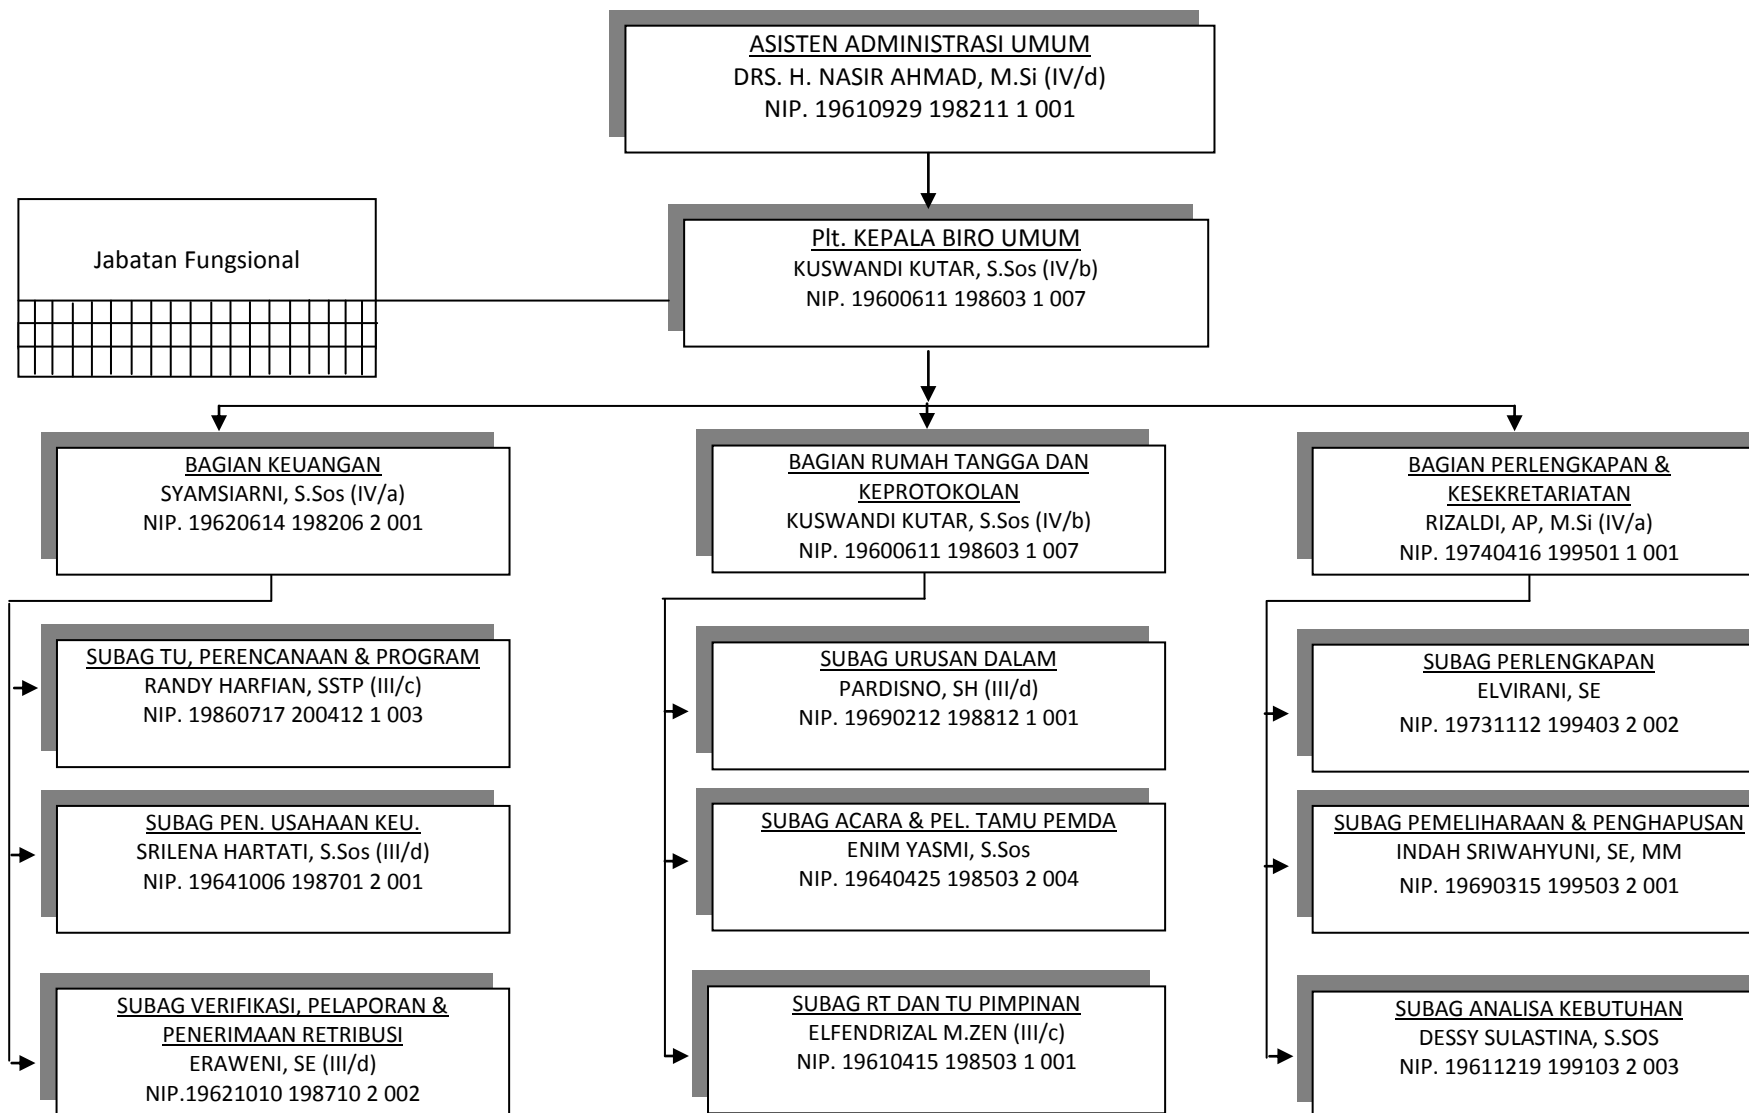 ASISTEN ADMINISTRASI UMUM
DRS. H. NASIR AHMAD, M.Si (IV/d)
NIP. 19610929 198211 1 001
Jabatan Fungsional
Plt. KEPALA BIRO UMUM
KUSWANDI KUTAR, S.Sos (IV/b)
NIP. 19600611 198603 1 007
BAGIAN KEUANGAN
SYAMSIARNI, S.Sos (IV/a)
NIP. 19620614 198206 2 001
BAGIAN RUMAH TANGGA DAN
KEPROTOKOLAN
KUSWANDI KUTAR, S.Sos (IV/b)
NIP. 19600611 198603 1 007
BAGIAN PERLENGKAPAN &
KESEKRETARIATAN
RIZALDI, AP, M.Si (IV/a)
NIP. 19740416 199501 1 001
SUBAG TU, PERENCANAAN & PROGRAM
RANDY HARFIAN, SSTP (III/c)
NIP. 19860717 200412 1 003
SUBAG URUSAN DALAM
PARDISNO, SH (III/d)
NIP. 19690212 198812 1 001
SUBAG PERLENGKAPAN
ELVIRANI, SE
NIP. 19731112 199403 2 002
SUBAG PEN. USAHAAN KEU.
SRILENA HARTATI, S.Sos (III/d)
NIP. 19641006 198701 2 001
SUBAG ACARA & PEL. TAMU PEMDA
ENIM YASMI, S.Sos
NIP. 19640425 198503 2 004
SUBAG PEMELIHARAAN & PENGHAPUSAN
INDAH SRIWAHYUNI, SE, MM
NIP. 19690315 199503 2 001
SUBAG VERIFIKASI, PELAPORAN &
PENERIMAAN RETRIBUSI
ERAWENI, SE (III/d)
NIP.19621010 198710 2 002
SUBAG RT DAN TU PIMPINAN
ELFENDRIZAL M.ZEN (III/c)
NIP. 19610415 198503 1 001
SUBAG ANALISA KEBUTUHAN
DESSY SULASTINA, S.SOS
NIP. 19611219 199103 2 003